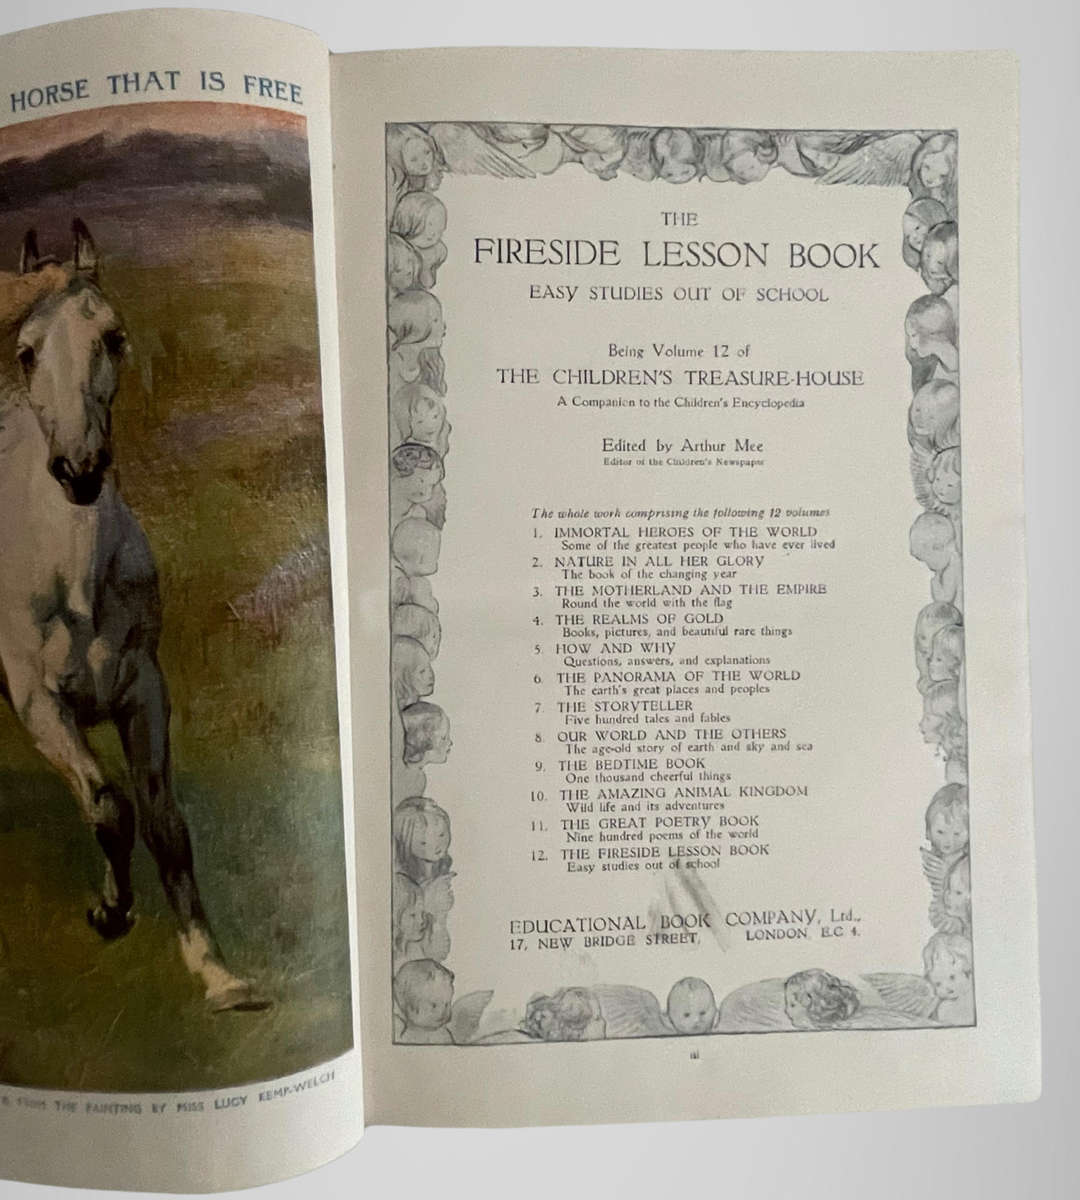 HORSE THAT IS FREE
FROM THE PAINTING BY MISS LUCY KEMP-WELCH
THE
FIRESIDE LESSON BOOK
EASY STUDIES OUT OF SCHOOL
Being Volume 12 of
THE CHILDREN'S TREASURE-HOUSE
A Companion to the Children's Encyclopedia
Edited by Arthur Mee
Editor of the Children's Newspaper
The whole work comprising the following 12 volumes
1. IMMORTAL HEROES OF THE WORLD
Some of the greatest people who have ever lived
2. NATURE IN ALL HER GLORY
The book of the changing year
3. THE MOTHERLAND AND THE EMPIRE
Round the world with the flag
4. THE REALMS OF GOLD
Books, pictures, and beautiful rare things
5. HOW AND WHY
Questions, answers, and explanations
6. THE PANORAMA OF THE WORLD
The earth's great places and peoples
7. THE STORYTELLER
Five hundred tales and fables
8. OUR WORLD AND THE OTHERS
The age-old story of earth and sky and sea
9. THE BEDTIME BOOK
One thousand cheerful things
10. THE AMAZING ANIMAL KINGDOM
Wild life and its adventures
11. THE GREAT POETRY BOOK
Nine hundred poems of the world
12. THE FIRESIDE LESSON BOOK
Easy studies out of school
EDUCATIONAL BOOK COMPANY, Ltd.,
17, NEW BRIDGE STREET, LONDON E.C 4.
iii